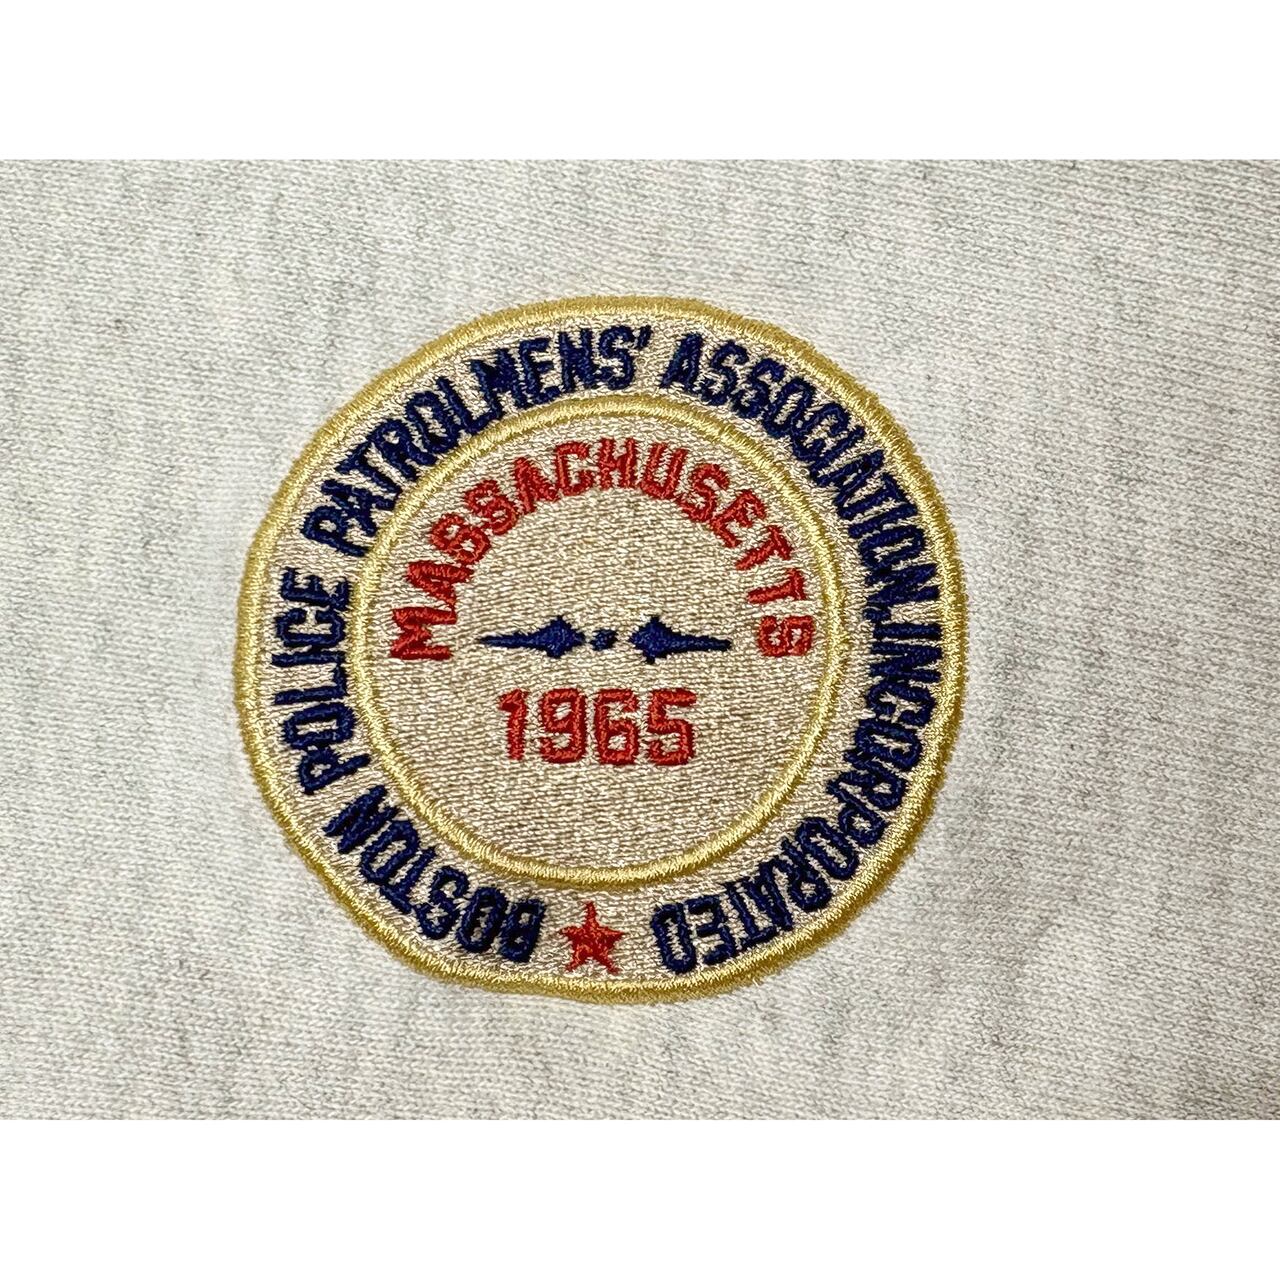 BOSTON POLICE PATROLMENS' ASSOCIATION, INCORPORATED
MASSACHUSETTS
1965